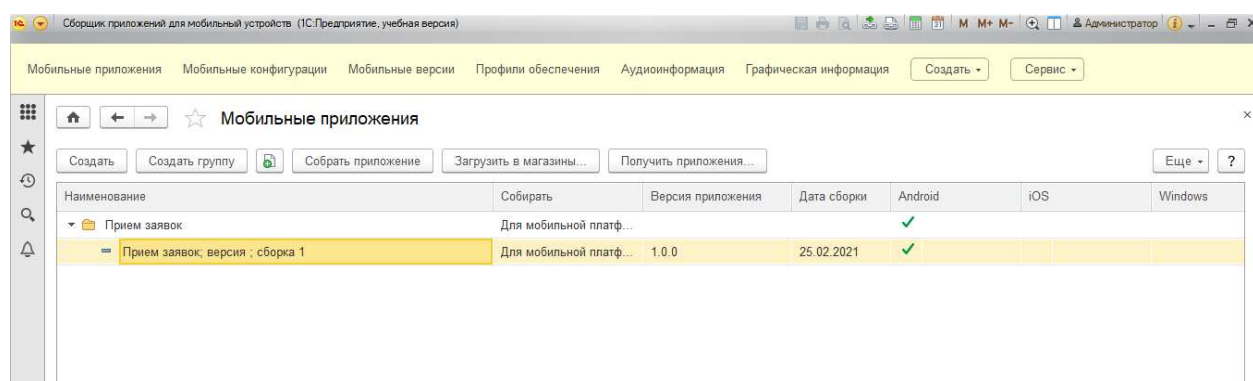 1С Сборщик приложений для мобильный устройств (1С:Предприятие, учебная версия) 31 M M+ M- Администратор i
Мобильные приложения Мобильные конфигурации Мобильные версии Профили обеспечения Аудиоинформация Графическая информация Создать Сервис
Мобильные приложения
Создать Создать группу Собрать приложение Загрузить в магазины... Получить приложения... Еще ?
Наименование Собирать Версия приложения Дата сборки Android iOS Windows
Прием заявок Для мобильной платф...
Прием заявок; версия ; сборка 1 Для мобильной платф... 1.0.0 25.02.2021